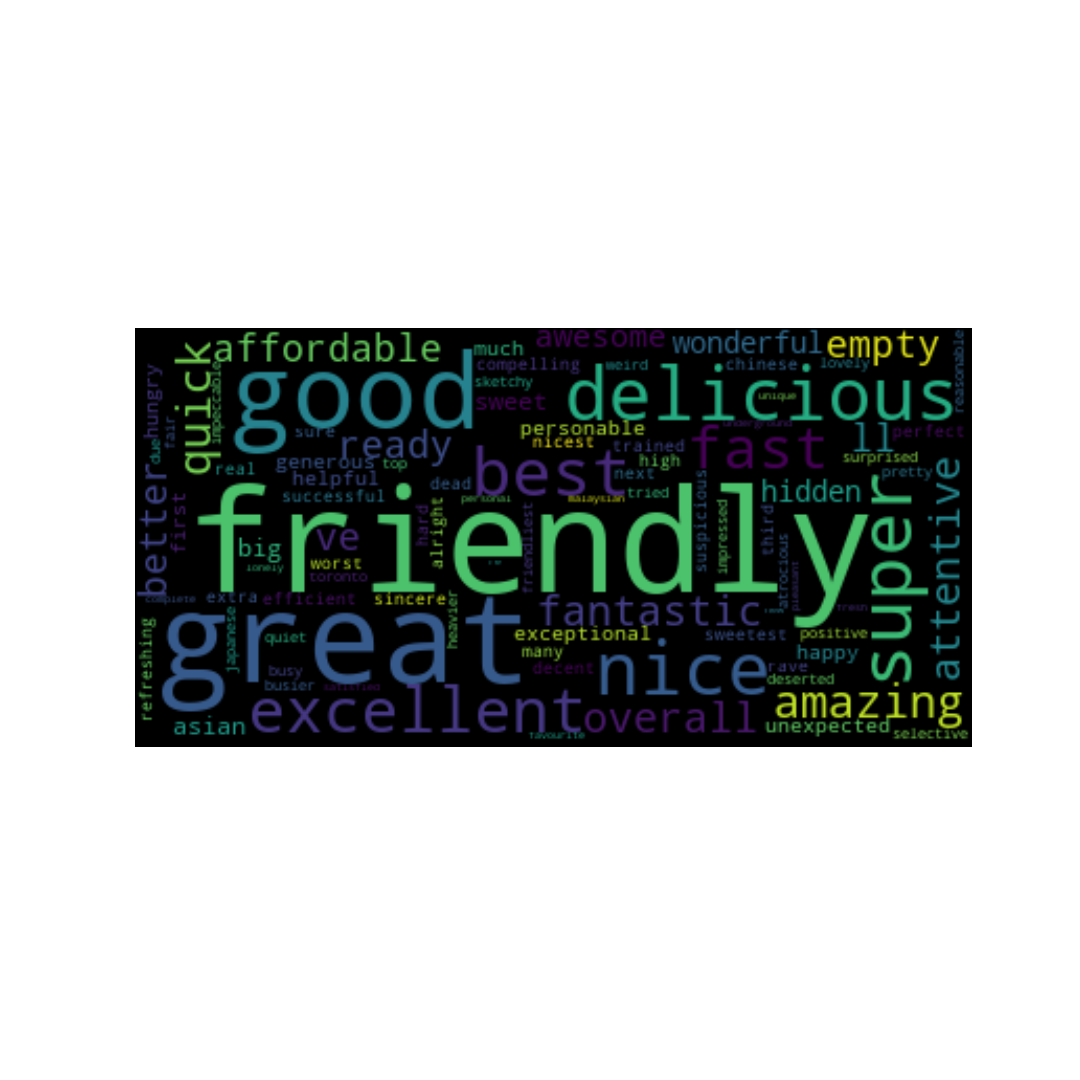 friendly
great
good
delicious
best
nice
excellent
super
fast
amazing
fantastic
overall
quick
affordable
awesome
wonderful
empty
much
compelling
weird
chinese
lovely
reasonable
hungry
fair
due
impeccable
sketchy
sweet
unique
underground
sure
ready
personable
nicest
trained
ll
perfect
surprised
real
generous
top
helpful
dead
high
next
pretty
successful
personal
malaysian
tried
hidden
better
first
big
lonely
ve
worst
toronto
hard
alright
friendliest
suspicious
impressed
third
atrocious
pleasant
attentive
complete
extra
efficient
sincere
heavier
fresh
refreshing
japanese
quiet
exceptional
many
sweetest
positive
happy
busy
busier
satisfied
decent
rave
deserted
asian
favourite
unexpected
selective